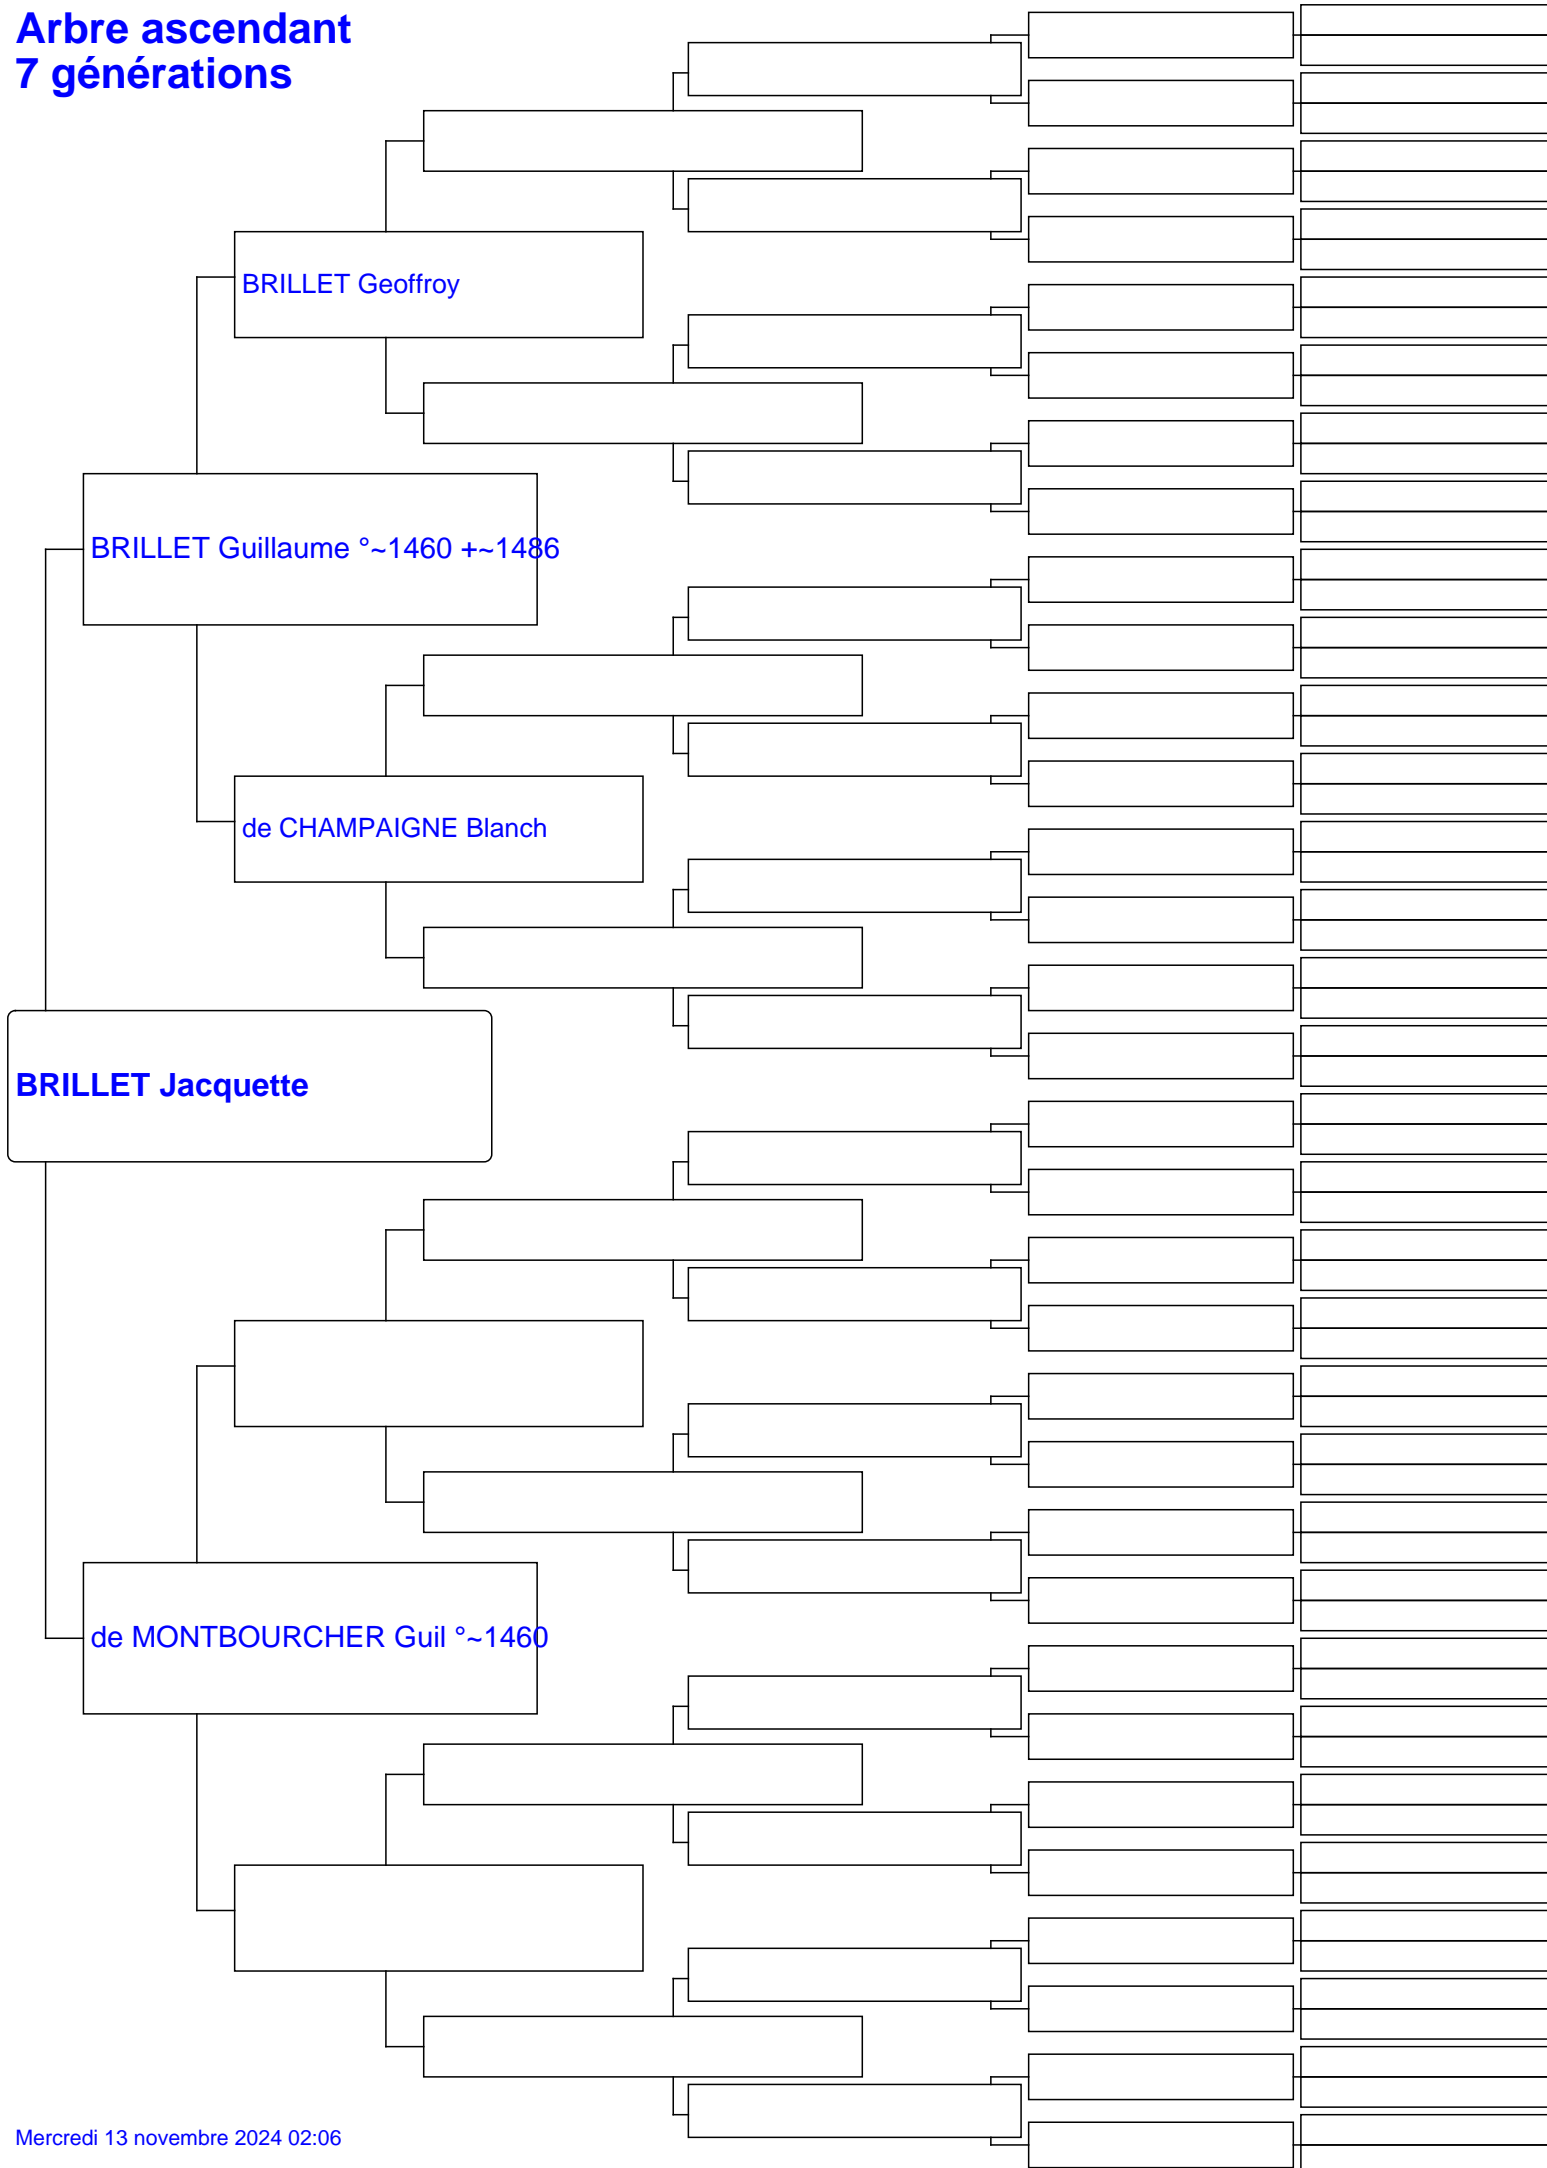 Arbre ascendant
7 générations
BRILLET Geoffroy
BRILLET Guillaume °~1460 +~1486
de CHAMPAIGNE Blanch
BRILLET Jacquette
de MONTBOURCHER Guil °~1460
Mercredi 13 novembre 2024 02:06